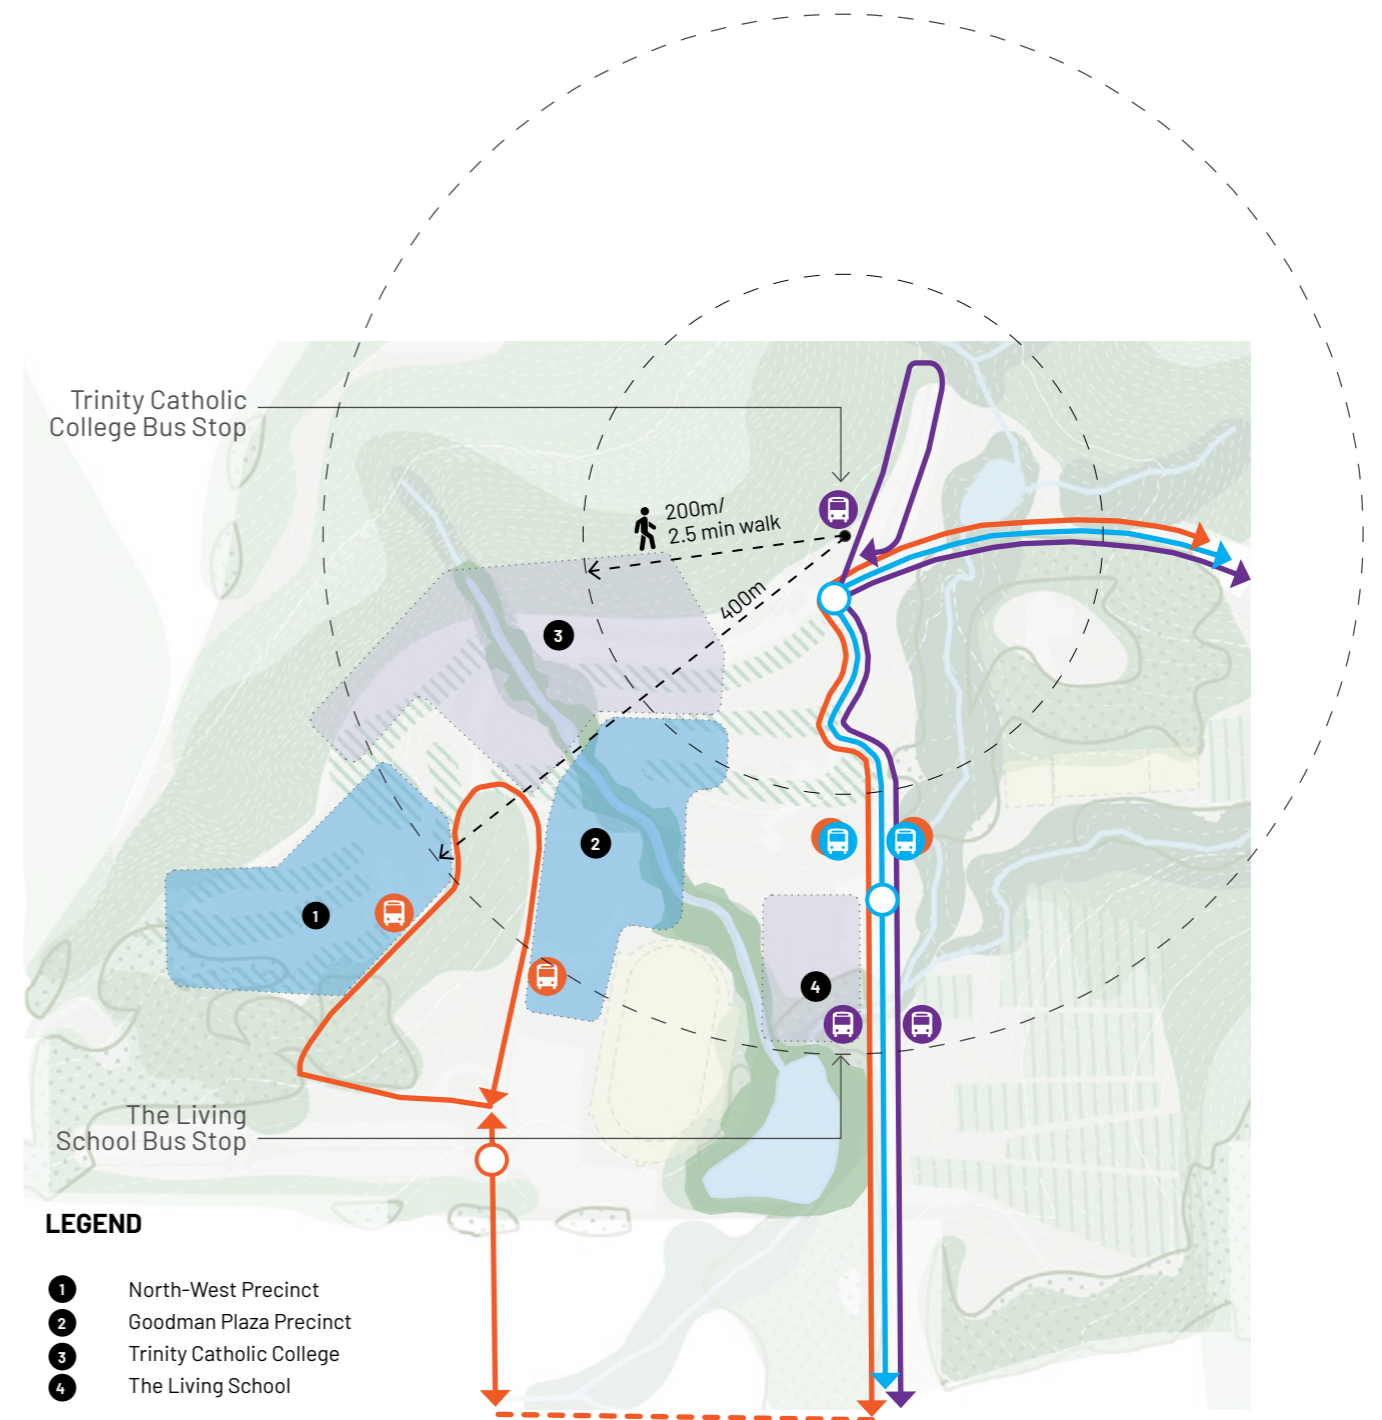 Trinity Catholic
College Bus Stop
200m/
2.5 min walk
400m
3
2
1
4
The Living
School Bus Stop
LEGEND
1 North-West Precinct
2 Goodman Plaza Precinct
3 Trinity Catholic College
4 The Living School